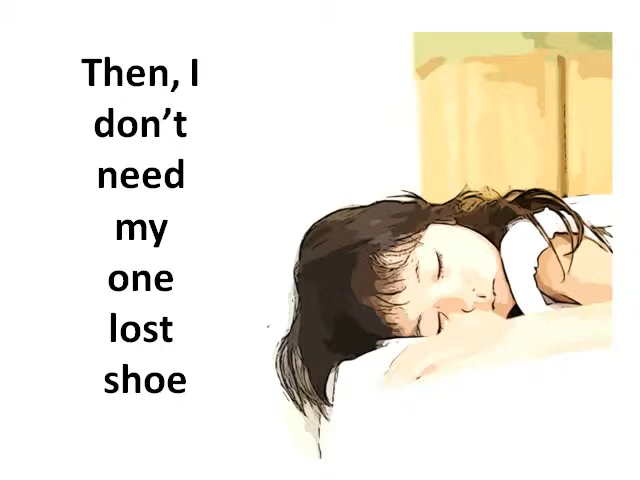 Then, I
don’t
need
my
one
lost
shoe